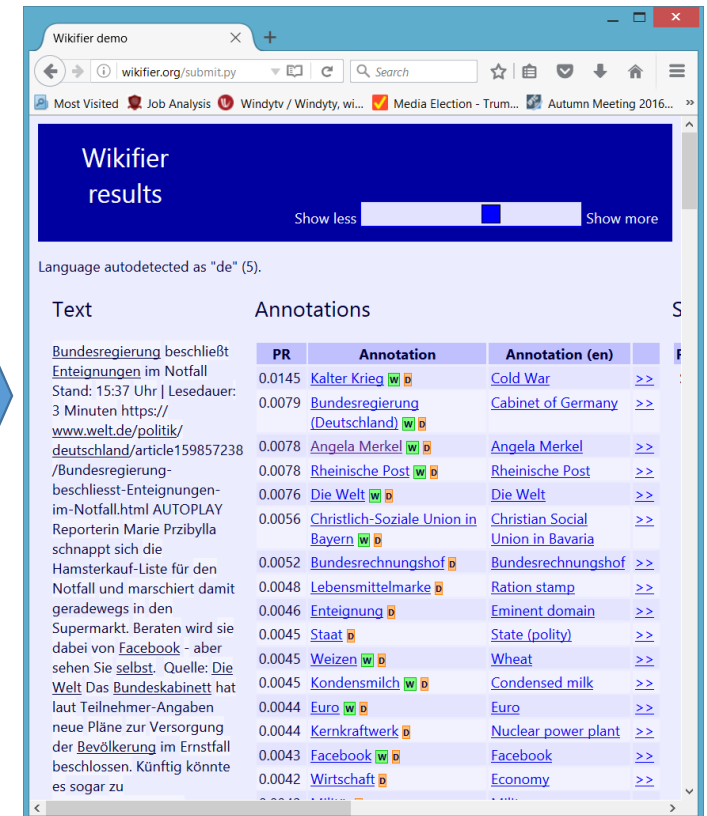 Wikifier demo
wikifier.org/submit.py
Search
Most Visited Job Analysis Windytv / Windyty, wi... Media Election - Trum... Autumn Meeting 2016... »
Wikifier
results
Show less Show more
Language autodetected as "de" (5).
Text
Bundesregierung beschließt
Enteignungen im Notfall
Stand: 15:37 Uhr | Lesedauer:
3 Minuten https://
www.welt.de/politik/
deutschland/article159857238
/Bundesregierung-
beschliesst-Enteignungen-
im-Notfall.html AUTOPLAY
Reporterin Marie Przibylla
schnappt sich die
Hamsterkauf-Liste für den
Notfall und marschiert damit
geradewegs in den
Supermarkt. Beraten wird sie
dabei von Facebook - aber
sehen Sie selbst. Quelle: Die
Welt Das Bundeskabinett hat
laut Teilnehmer-Angaben
neue Pläne zur Versorgung
der Bevölkerung im Ernstfall
beschlossen. Künftig könnte
es sogar zu
Annotations
PR Annotation Annotation (en)
0.0145 Kalter Krieg W D Cold War >>
0.0079 Bundesregierung Cabinet of Germany >>
(Deutschland) W D
0.0078 Angela Merkel W D Angela Merkel >>
0.0078 Rheinische Post W D Rheinische Post >>
0.0076 Die Welt W D Die Welt >>
0.0056 Christlich-Soziale Union in Christian Social >>
Bayern W D Union in Bavaria
0.0052 Bundesrechnungshof D Bundesrechnungshof >>
0.0048 Lebensmittelmarke D Ration stamp >>
0.0046 Enteignung D Eminent domain >>
0.0045 Staat D State (polity) >>
0.0045 Weizen W D Wheat >>
0.0045 Kondensmilch W D Condensed milk >>
0.0044 Euro W D Euro >>
0.0044 Kernkraftwerk D Nuclear power plant >>
0.0043 Facebook W D Facebook >>
0.0042 Wirtschaft D Economy >>